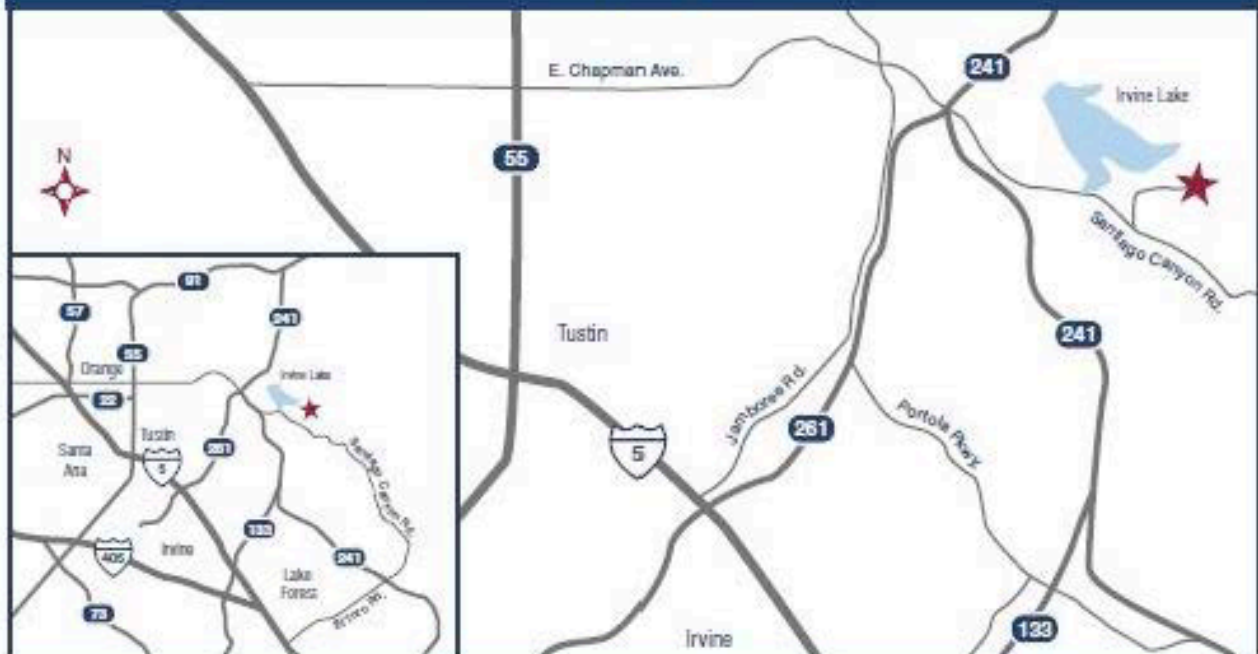 E. Chapman Ave.
241
Irvine Lake
N
55
Santiago Canyon Rd.
241
Tustin
Jamboree Rd.
261
Portola Pkwy.
5
Irvine
133
91
57
241
55
Orange
Irvine Lake
22
Tustin
261
Santa
Ana
5
Santiago Canyon Rd.
133
405
Irvine
241
Lake
Forest
73